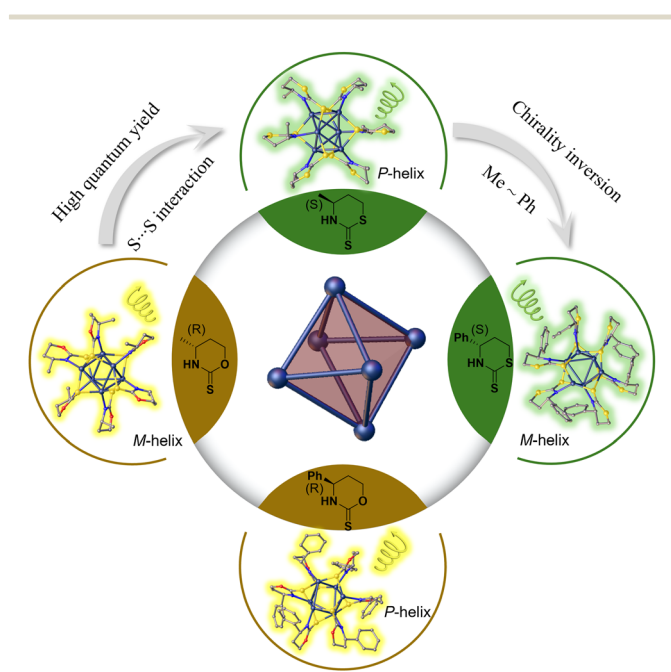 High quantum yield
S···S interaction
P-helix
Chirality inversion
Me ~ Ph
(S)
HN
S
S
M-helix
(R)
HN
O
S
Ph
(S)
HN
S
S
M-helix
Ph
(R)
HN
O
S
P-helix